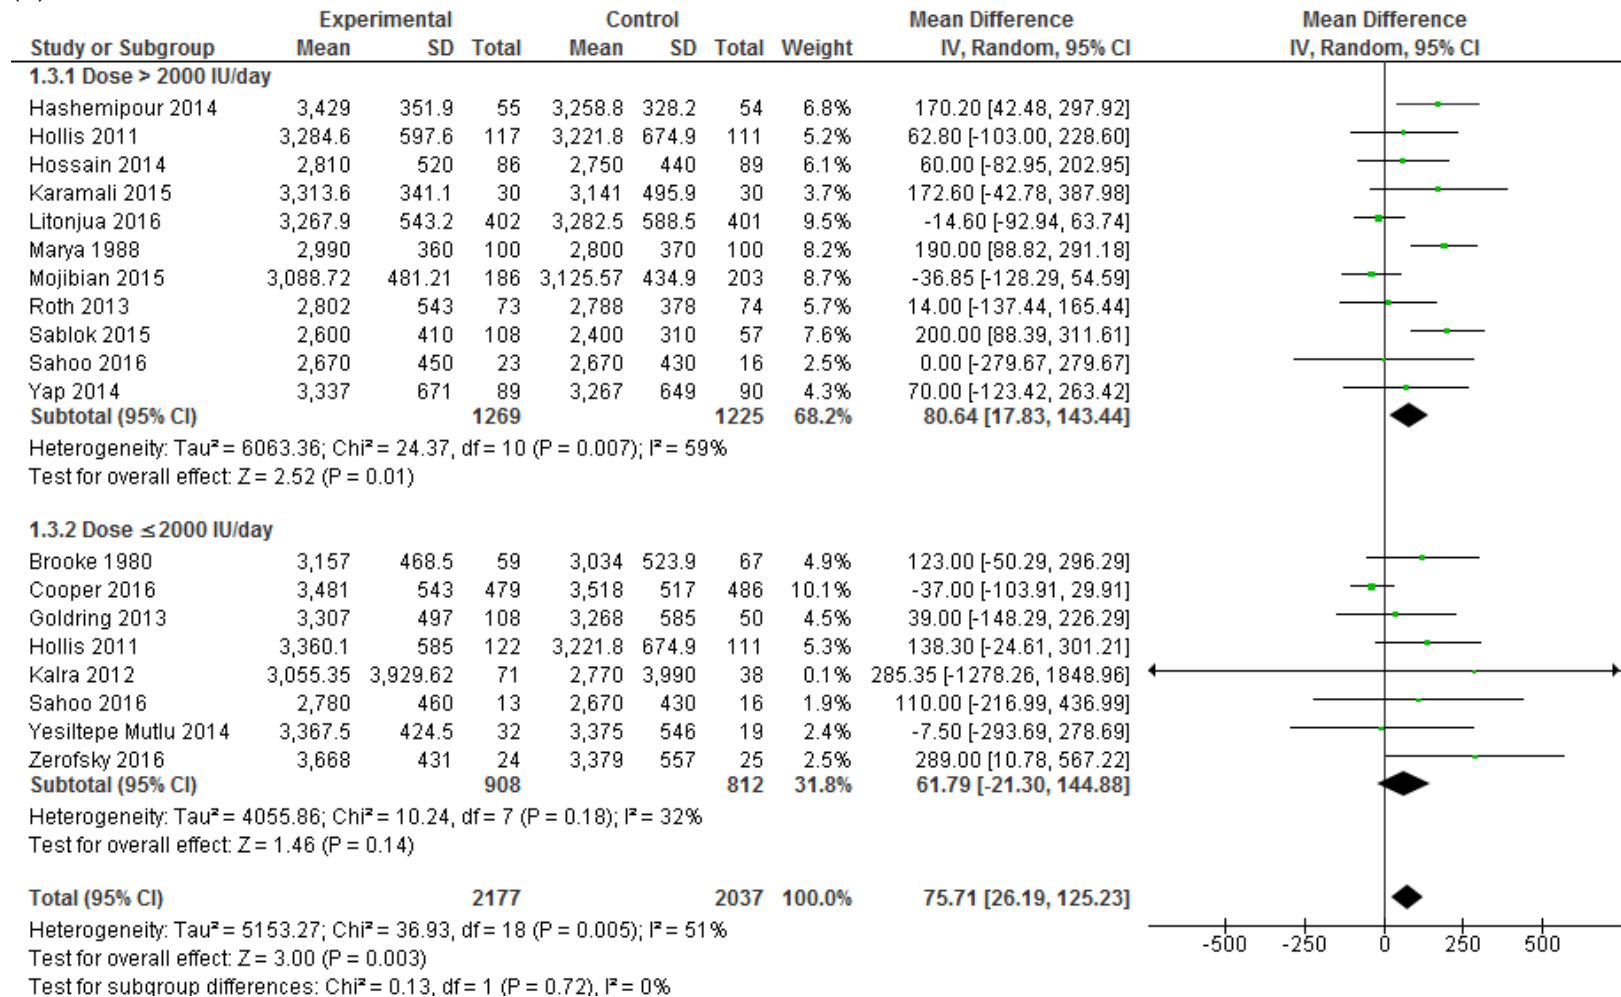 Experimental Control Mean Difference Mean Difference
Study or Subgroup Mean SD Total Mean SD Total Weight IV, Random, 95% CI IV, Random, 95% CI
1.3.1 Dose > 2000 IU/day
Hashemipour 2014 3,429 351.9 55 3,258.8 328.2 54 6.8% 170.20 [42.48, 297.92]
Hollis 2011 3,284.6 597.6 117 3,221.8 674.9 111 5.2% 62.80 [-103.00, 228.60]
Hossain 2014 2,810 520 86 2,750 440 89 6.1% 60.00 [-82.95, 202.95]
Karamali 2015 3,313.6 341.1 30 3,141 495.9 30 3.7% 172.60 [-42.78, 387.98]
Litonjua 2016 3,267.9 543.2 402 3,282.5 588.5 401 9.5% -14.60 [-92.94, 63.74]
Marya 1988 2,990 360 100 2,800 370 100 8.2% 190.00 [88.82, 291.18]
Mojibian 2015 3,088.72 481.21 186 3,125.57 434.9 203 8.7% -36.85 [-128.29, 54.59]
Roth 2013 2,802 543 73 2,788 378 74 5.7% 14.00 [-137.44, 165.44]
Sablok 2015 2,600 410 108 2,400 310 57 7.6% 200.00 [88.39, 311.61]
Sahoo 2016 2,670 450 23 2,670 430 16 2.5% 0.00 [-279.67, 279.67]
Yap 2014 3,337 671 89 3,267 649 90 4.3% 70.00 [-123.42, 263.42]
Subtotal (95% CI) 1269 1225 68.2% 80.64 [17.83, 143.44]
Heterogeneity: Tau² = 6063.36; Chi² = 24.37, df = 10 (P = 0.007); I² = 59%
Test for overall effect: Z = 2.52 (P = 0.01)
1.3.2 Dose ≤ 2000 IU/day
Brooke 1980 3,157 468.5 59 3,034 523.9 67 4.9% 123.00 [-50.29, 296.29]
Cooper 2016 3,481 543 479 3,518 517 486 10.1% -37.00 [-103.91, 29.91]
Goldring 2013 3,307 497 108 3,268 585 50 4.5% 39.00 [-148.29, 226.29]
Hollis 2011 3,360.1 585 122 3,221.8 674.9 111 5.3% 138.30 [-24.61, 301.21]
Kalra 2012 3,055.35 3,929.62 71 2,770 3,990 38 0.1% 285.35 [-1278.26, 1848.96]
Sahoo 2016 2,780 460 13 2,670 430 16 1.9% 110.00 [-216.99, 436.99]
Yesiltepe Mutlu 2014 3,367.5 424.5 32 3,375 546 19 2.4% -7.50 [-293.69, 278.69]
Zerofsky 2016 3,668 431 24 3,379 557 25 2.5% 289.00 [10.78, 567.22]
Subtotal (95% CI) 908 812 31.8% 61.79 [-21.30, 144.88]
Heterogeneity: Tau² = 4055.86; Chi² = 10.24, df = 7 (P = 0.18); I² = 32%
Test for overall effect: Z = 1.46 (P = 0.14)
Total (95% CI) 2177 2037 100.0% 75.71 [26.19, 125.23]
Heterogeneity: Tau² = 5153.27; Chi² = 36.93, df = 18 (P = 0.005); I² = 51%
Test for overall effect: Z = 3.00 (P = 0.003)
Test for subgroup differences: Chi² = 0.13, df = 1 (P = 0.72), I² = 0%
-500 -250 0 250 500